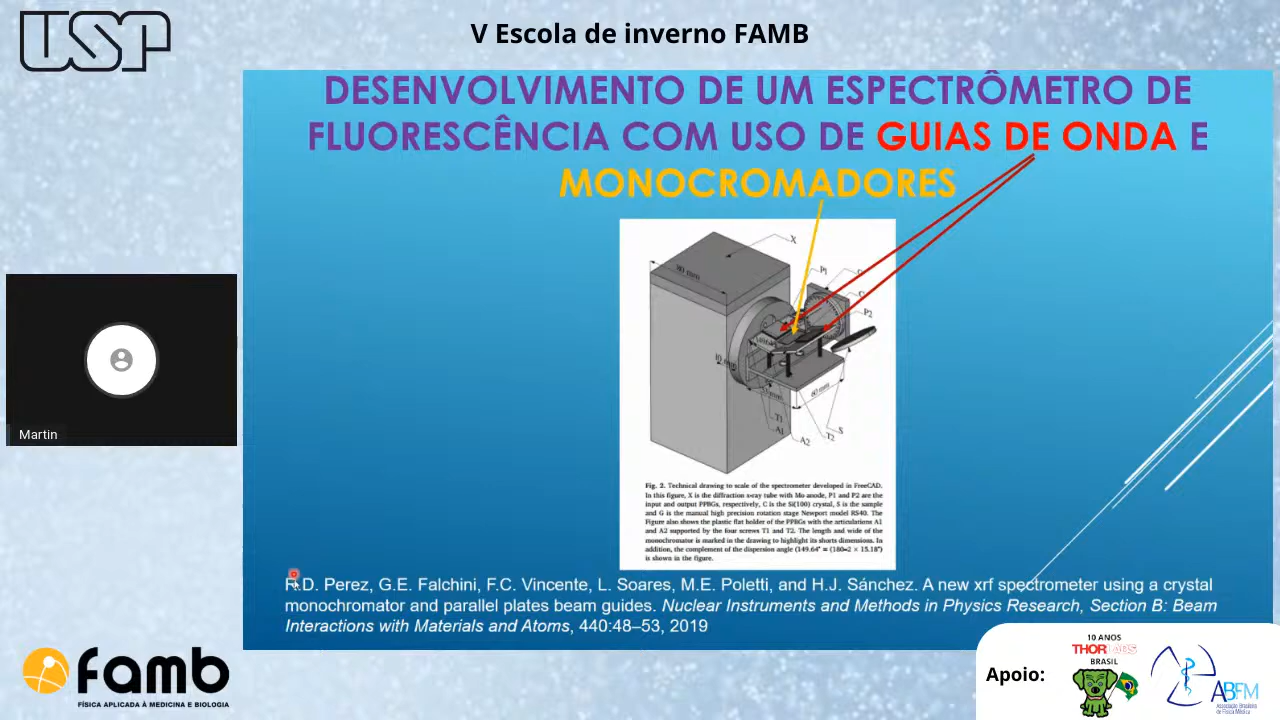 USP
V Escola de inverno FAMB
DESENVOLVIMENTO DE UM ESPECTRÔMETRO DE
FLUORESCÊNCIA COM USO DE GUIAS DE ONDA E
MONOCROMADORES
X
80 mm
P1
C
P2
10 mm
60 mm
T1
A1
A2
T2
S
Fig. 2. Technical drawing to scale of the spectrometer developed in FreeCAD.
In this figure, X is the diffraction x-ray tube with Mo anode, P1 and P2 are the
input and output PPBGs, respectively, C is the Si(100) crystal, S is the sample
and G is the manual high precision rotation stage Newport model RS40. The
Figure also shows the plastic flat holder of the PPBGs with the articulations A1
and A2 supported by the four screws T1 and T2. The length and wide of the
monochromator is marked in the drawing to highlight its shorts dimensions. In
addition, the complement of the dispersion angle (149.64° = (180−2 × 15.18°)
is shown in the figure.
R.D. Perez, G.E. Falchini, F.C. Vincente, L. Soares, M.E. Poletti, and H.J. Sánchez. A new xrf spectrometer using a crystal
monochromator and parallel plates beam guides. Nuclear Instruments and Methods in Physics Research, Section B: Beam
Interactions with Materials and Atoms, 440:48–53, 2019
Martin
famb
FÍSICA APLICADA À MEDICINA E BIOLOGIA
Apoio:
10 ANOS
THORLABS
BRASIL
ABFM
Associação Brasileira
de Física Médica